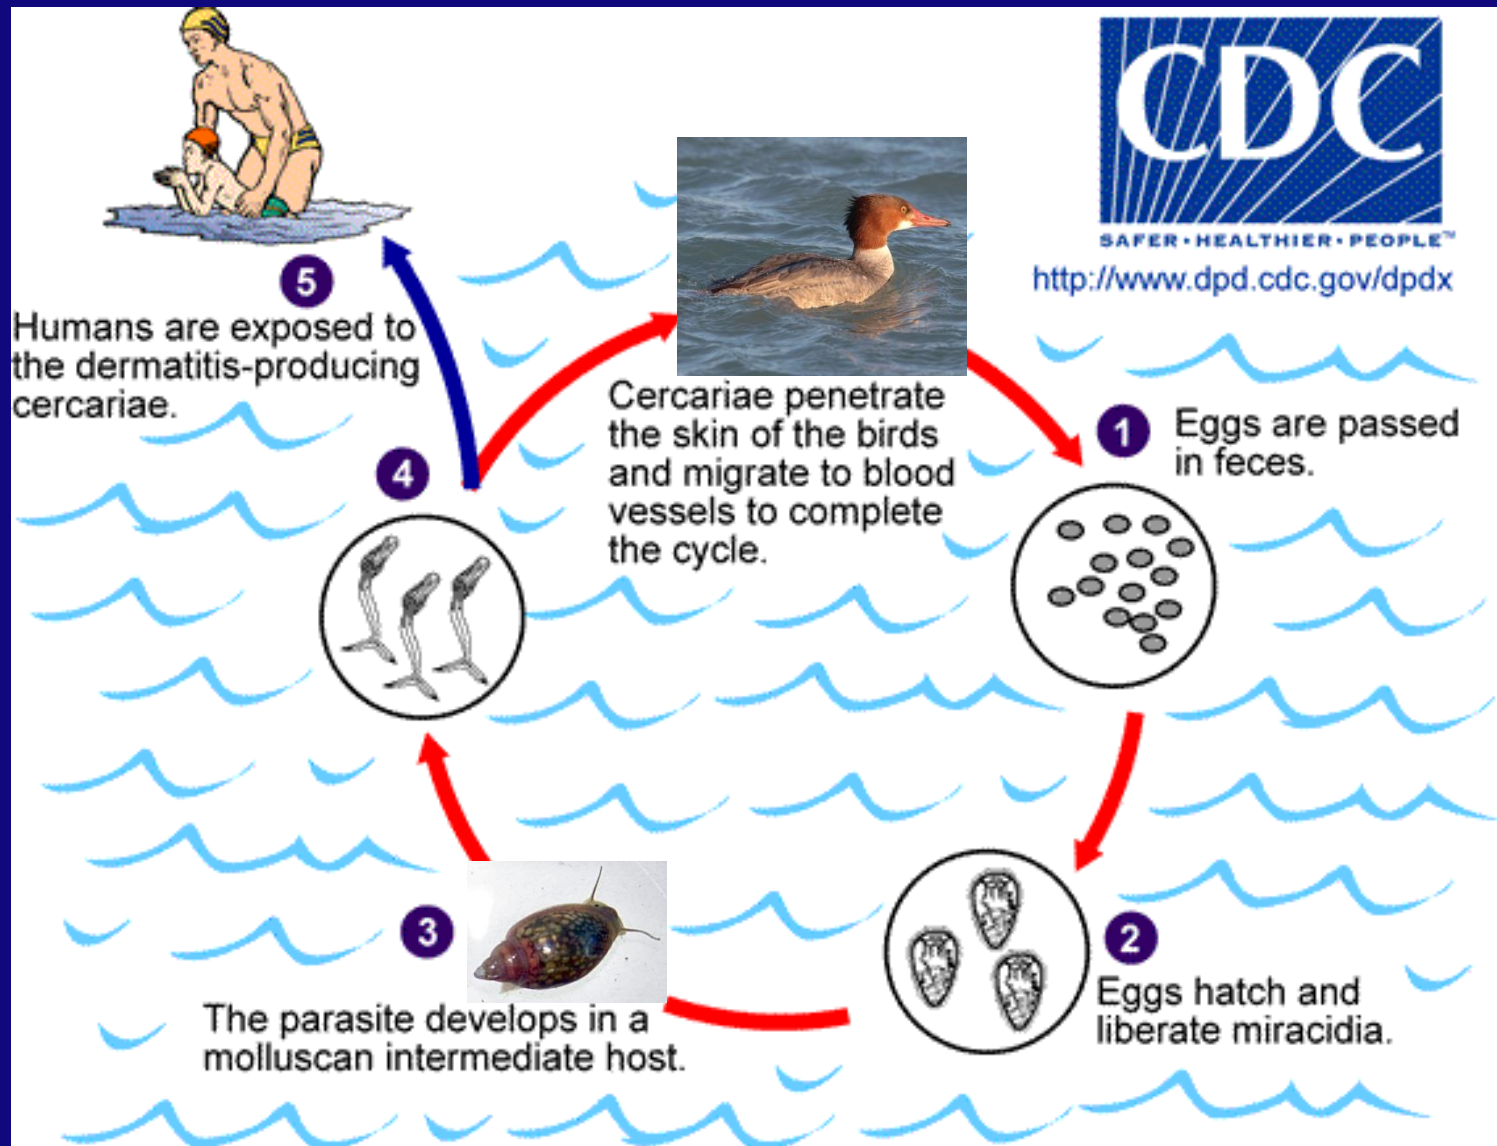 CDC
SAFER • HEALTHIER • PEOPLE™
http://www.dpd.cdc.gov/dpdx
5
Humans are exposed to
the dermatitis-producing
cercariae.
Cercariae penetrate
the skin of the birds
and migrate to blood
vessels to complete
the cycle.
1
Eggs are passed
in feces.
4
3
The parasite develops in a
molluscan intermediate host.
2
Eggs hatch and
liberate miracidia.